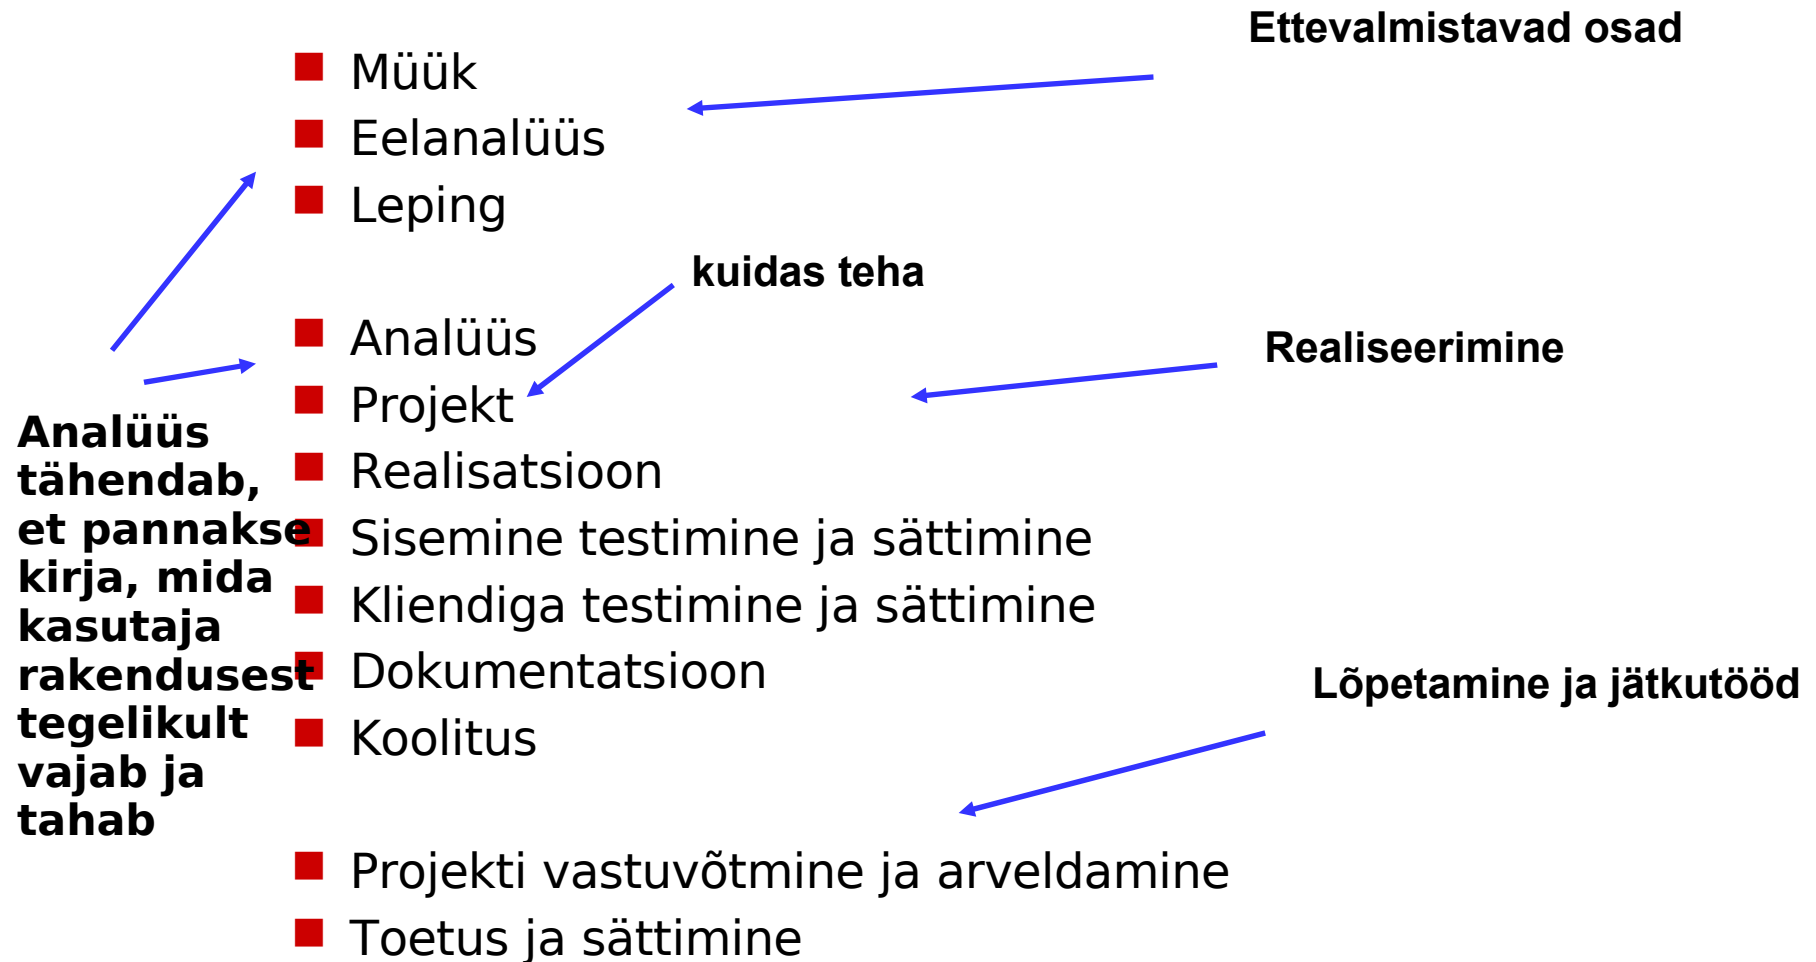 Ettevalmistavad osad
Müük
Eelanalüüs
Leping
kuidas teha
Analüüs
Projekt
Realisatsioon
Sisemine testimine ja sättimine
Kliendiga testimine ja sättimine
Dokumentatsioon
Koolitus
Realiseerimine
Analüüs
tähendab,
et pannakse
kirja, mida
kasutaja
rakendusest
tegelikult
vajab ja
tahab
Lõpetamine ja jätkutööd
Projekti vastuvõtmine ja arveldamine
Toetus ja sättimine